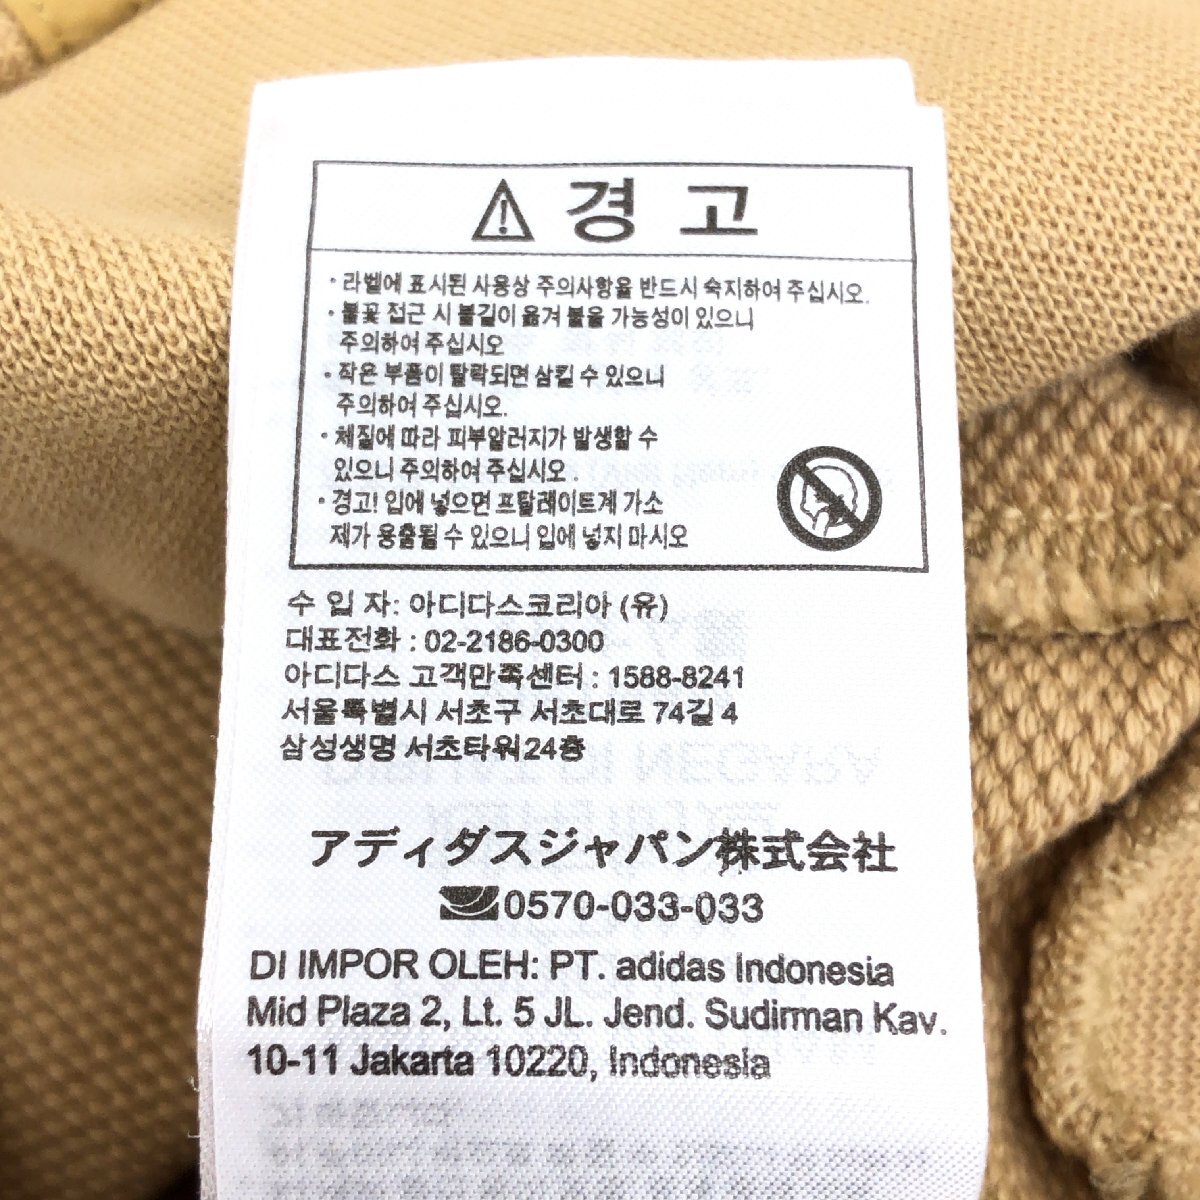 경 고
· 라벨에 표시된 사용상 주의사항을 반드시 숙지하여 주십시오.
· 불꽃 접근 시 불길이 옮겨 붙을 가능성이 있으니
주의하여 주십시오
· 작은 부품이 탈락되면 삼킬 수 있으니
주의하여 주십시오.
· 체질에 따라 피부알러지가 발생할 수
있으니 주의하여 주십시오 .
· 경고! 입에 넣으면 프탈레이트계 가소
제가 용출될 수 있으니 입에 넣지 마시오
수 입 자: 아디다스코리아 (유)
대표전화 : 02-2186-0300
아디다스 고객만족센터 : 1588-8241
서울특별시 서초구 서초대로 74길 4
삼성생명 서초타워24층
アディダスジャパン株式会社
0570-033-033
DI IMPOR OLEH: PT. adidas Indonesia
Mid Plaza 2, Lt. 5 JL. Jend. Sudirman Kav.
10-11 Jakarta 10220, Indonesia